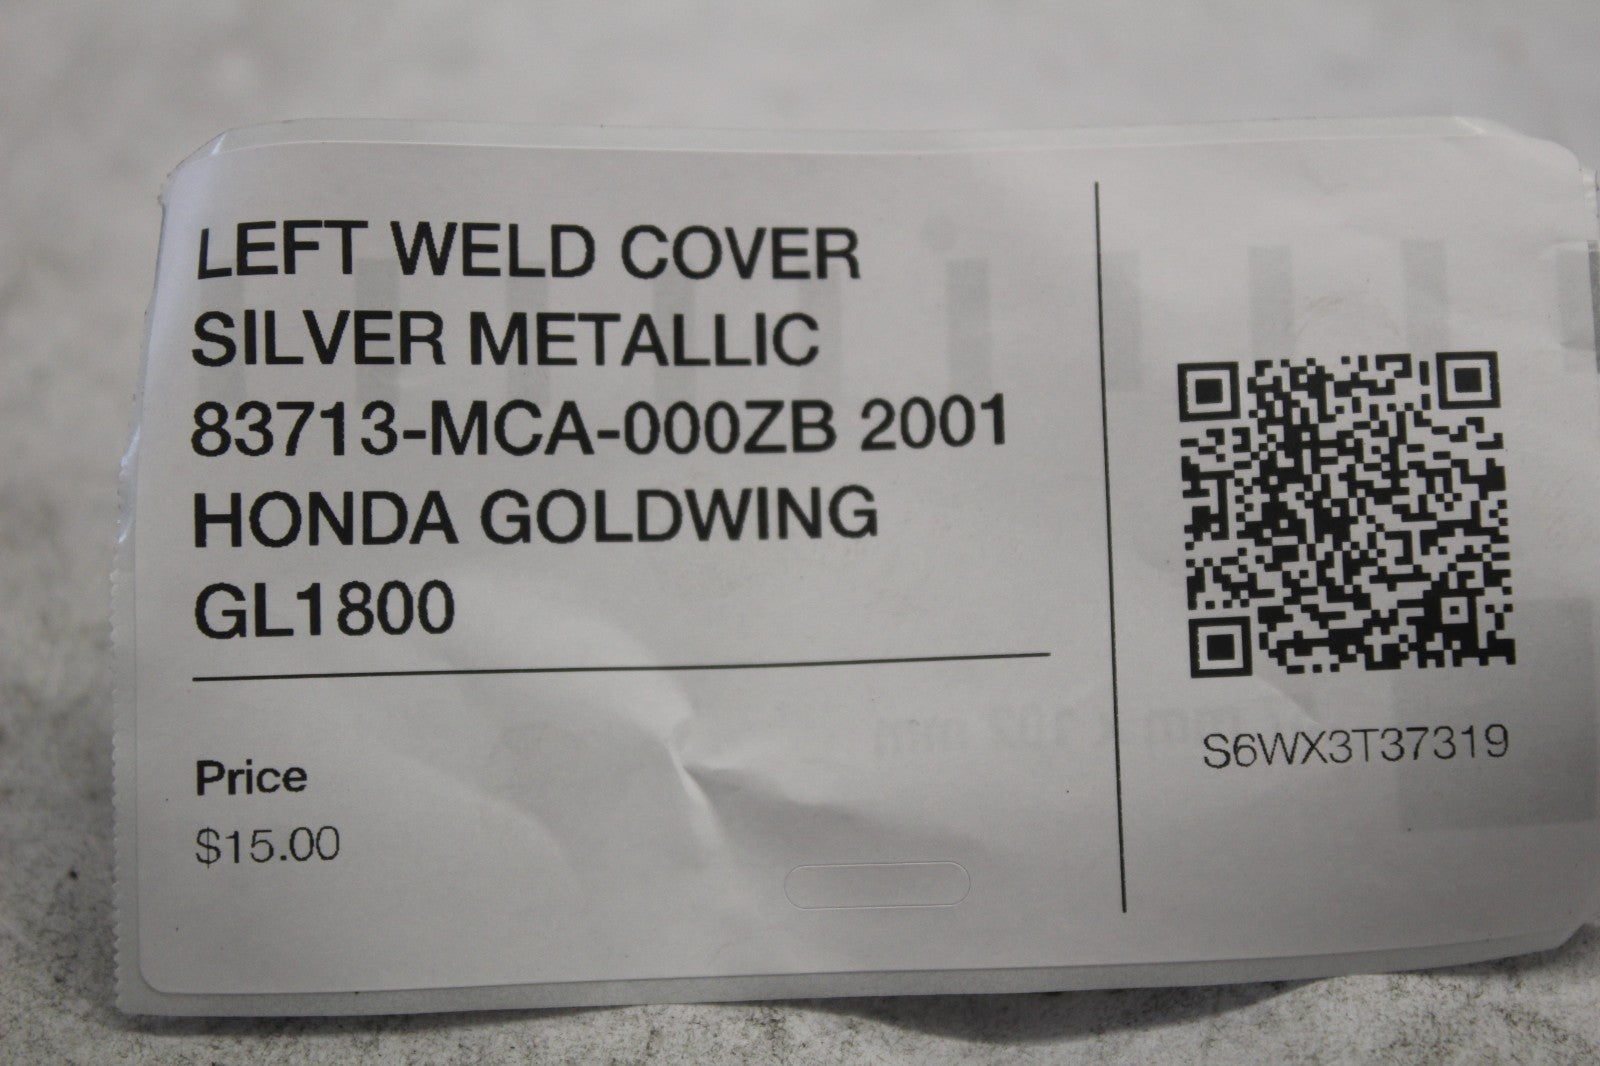 LEFT WELD COVER
SILVER METALLIC
83713-MCA-000ZB 2001
HONDA GOLDWING
GL1800
Price
$15.00
S6WX3T37319